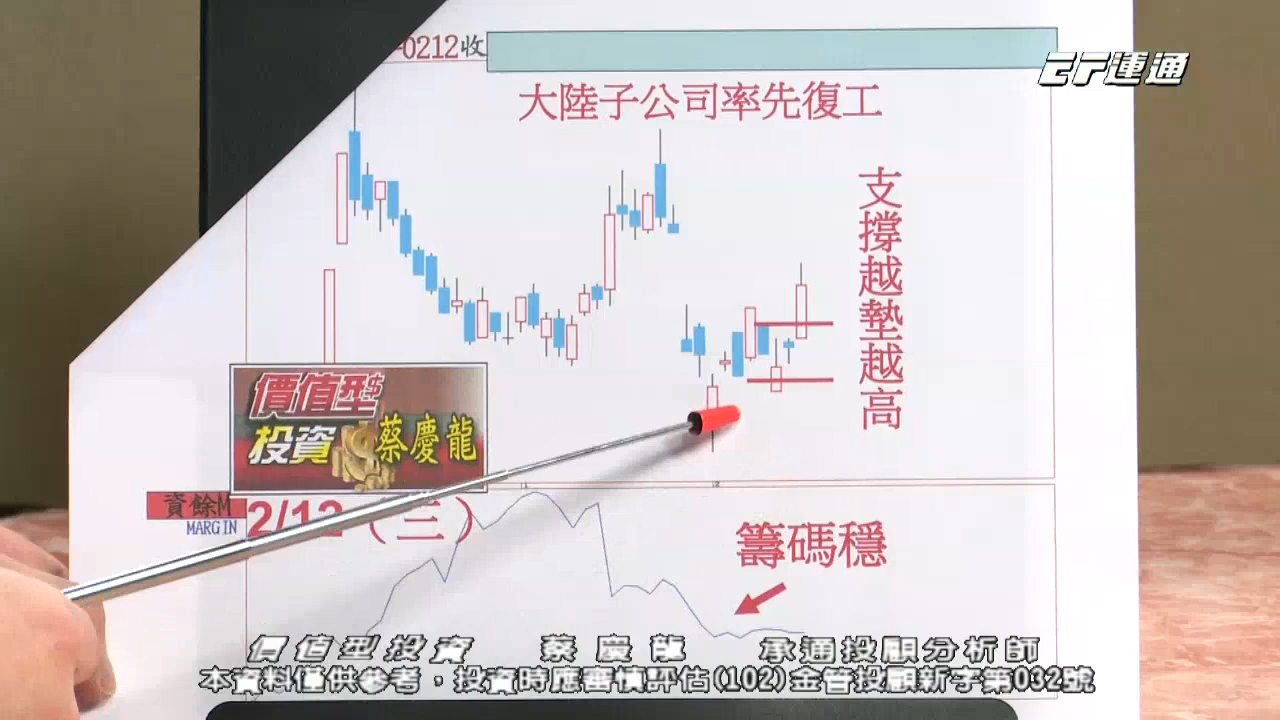 -0212收
EF運通
大陸子公司率先復工
支撐越墊越高
價值型$
投資
蔡慶龍
資餘M
MARGIN
2/12（三）
籌碼穩
價值型投資 蔡慶龍 承通投顧分析師
本資料僅供參考，投資時應審慎評估(102)金管投顧新字第032號